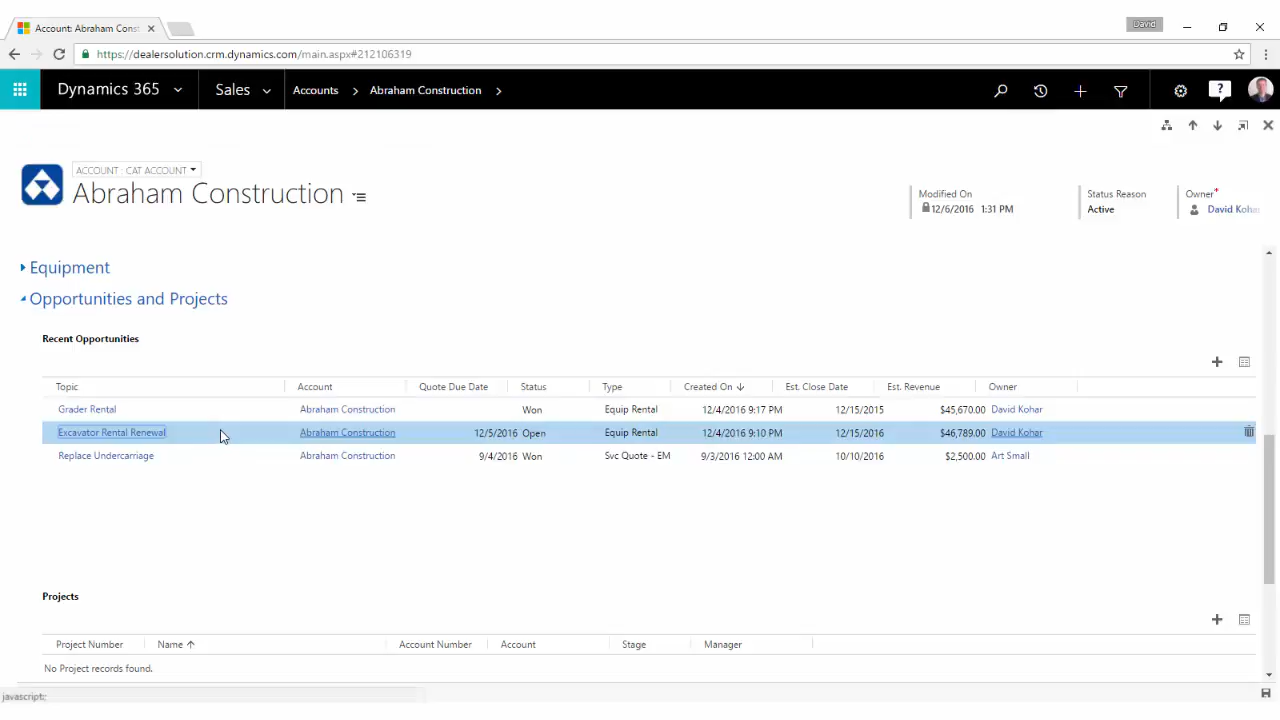 Account: Abraham Const
David
https://dealersolution.crm.dynamics.com/main.aspx#212106319
Dynamics 365 Sales Accounts > Abraham Construction >
ACCOUNT : CAT ACCOUNT
Abraham Construction
Modified On Status Reason Owner*
12/6/2016 1:31 PM Active David Koha
Equipment
Opportunities and Projects
Recent Opportunities
Topic Account Quote Due Date Status Type Created On ↓ Est. Close Date Est. Revenue Owner
Grader Rental Abraham Construction Won Equip Rental 12/4/2016 9:17 PM 12/15/2015 $45,670.00 David Kohar
Excavator Rental Renewal Abraham Construction 12/5/2016 Open Equip Rental 12/4/2016 9:10 PM 12/15/2016 $46,789.00 David Kohar
Replace Undercarriage Abraham Construction 9/4/2016 Won Svc Quote - EM 9/3/2016 12:00 AM 10/10/2016 $2,500.00 Art Small
Projects
Project Number Name ↑ Account Number Account Stage Manager
No Project records found.
javascript:;